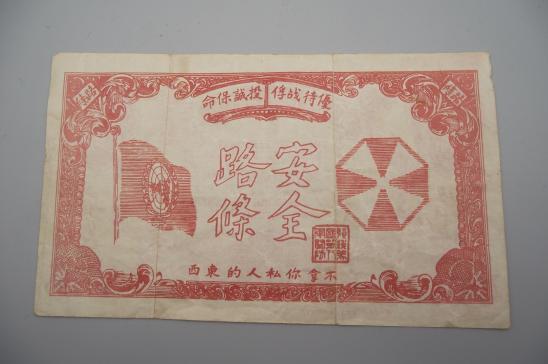 優待战俘 投誠保命
安全
路條
不拿你私人的東西